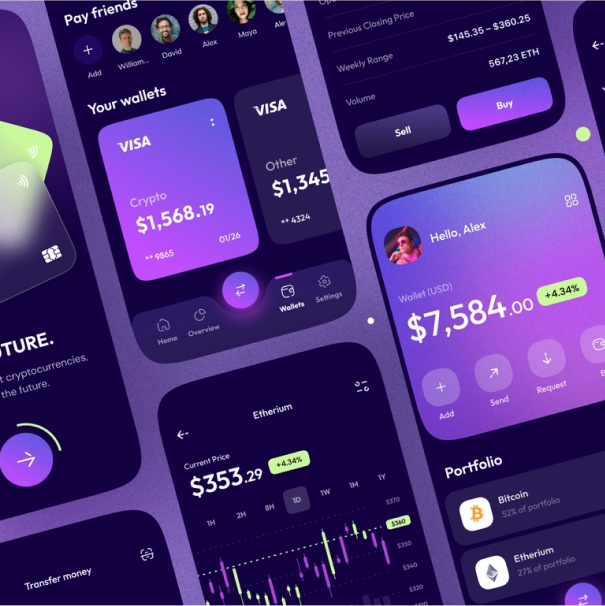 Pay friends
Add
William...
David
Alex
Maya
Your wallets
VISA
Crypto
$1,568.19
** 9865
01/26
VISA
Other
$1,345
** 4324
Home
Overview
Wallets
Settings
Previous Closing Price
Weekly Range
$145.35 – $360.25
Volume
567,23 ETH
Sell
Buy
Hello, Alex
Wallet (USD)
$7,584.00
+4.34%
Add
Send
Request
Portfolio
Bitcoin
52% of portfolio
Etherium
27% of portfolio
cryptocurrencies,
the future.
Etherium
Current Price
$353.29
+4.34%
1H
2H
8H
1D
1W
1M
1Y
$370
$360
$350
$340
$320
Transfer money